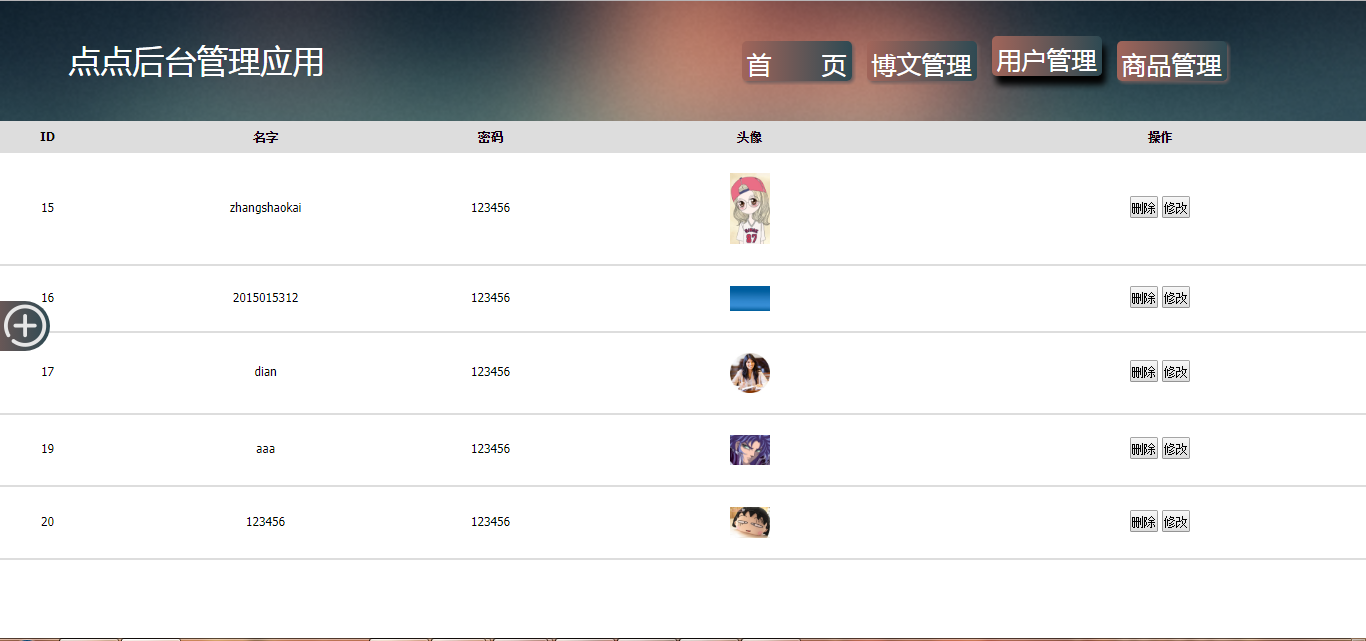 点点后台管理应用
首 页 博文管理 用户管理 商品管理
ID 名字 密码 头像 操作
15 zhangshaokai 123456 删除 修改
16 2015015312 123456 删除 修改
17 dian 123456 删除 修改
19 aaa 123456 删除 修改
20 123456 123456 删除 修改